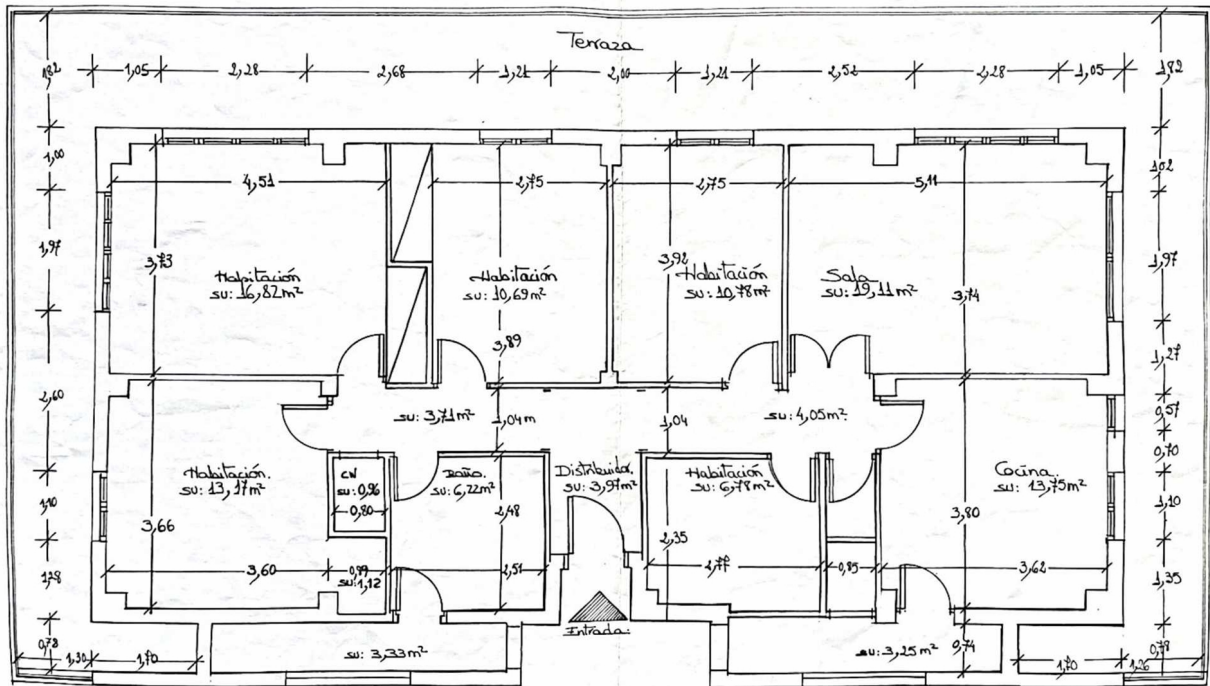 Terraza
1,82
1,05
2,28
2,68
1,21
2,00
1,21
2,52
2,28
1,05
1,82
1,00
4,51
2,75
2,75
5,11
1,02
1,97
3,73
3,92
3,74
1,97
Habitación
su: 16,82m²
Habitación
su: 10,69m²
Habitación
su: 10,78m²
Sala
su: 19,11m²
3,89
1,27
2,60
su: 3,71m²
1,04m
1,04
su: 4,05m²
0,57
0,70
Habitación.
su: 13,17m²
su: 0,96
0,80
Baño.
su: 6,22m²
Distribuidor.
su: 3,97m²
Habitación
su: 6,78m²
Cocina.
su: 13,75m²
1,10
1,10
3,66
2,48
2,35
3,80
3,60
0,99
su: 1,12
2,51
2,77
0,85
3,62
1,78
1,35
Entrada.
0,78
1,30
1,70
su: 3,33m²
su: 3,25m²
0,74
1,70
1,26
0,78